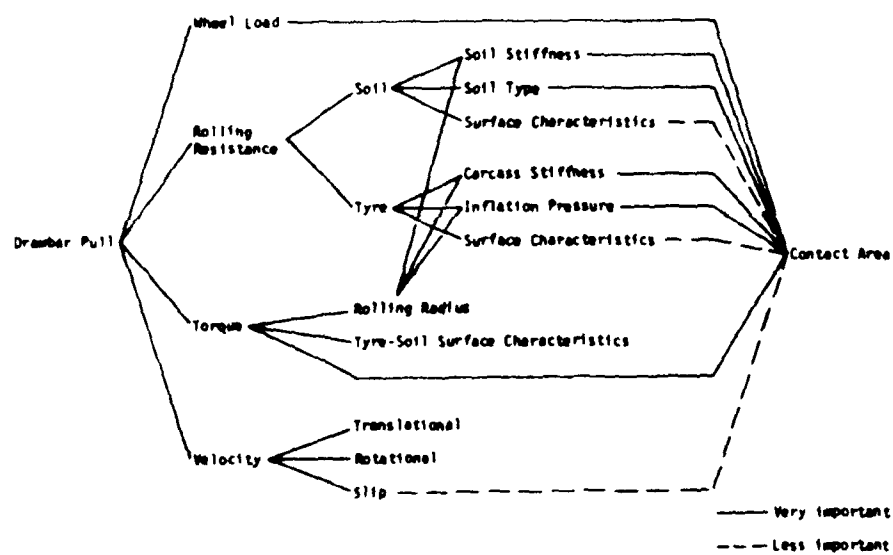 Wheel Load
Soil Stiffness
Soil
Soil Type
Surface Characteristics
Rolling
Resistance
Carcass Stiffness
Tyre
Inflation Pressure
Surface Characteristics
Drawbar Pull
Contact Area
Rolling Radius
Torque
Tyre-Soil Surface Characteristics
Translational
Velocity
Rotational
Slip
Very important
Less important